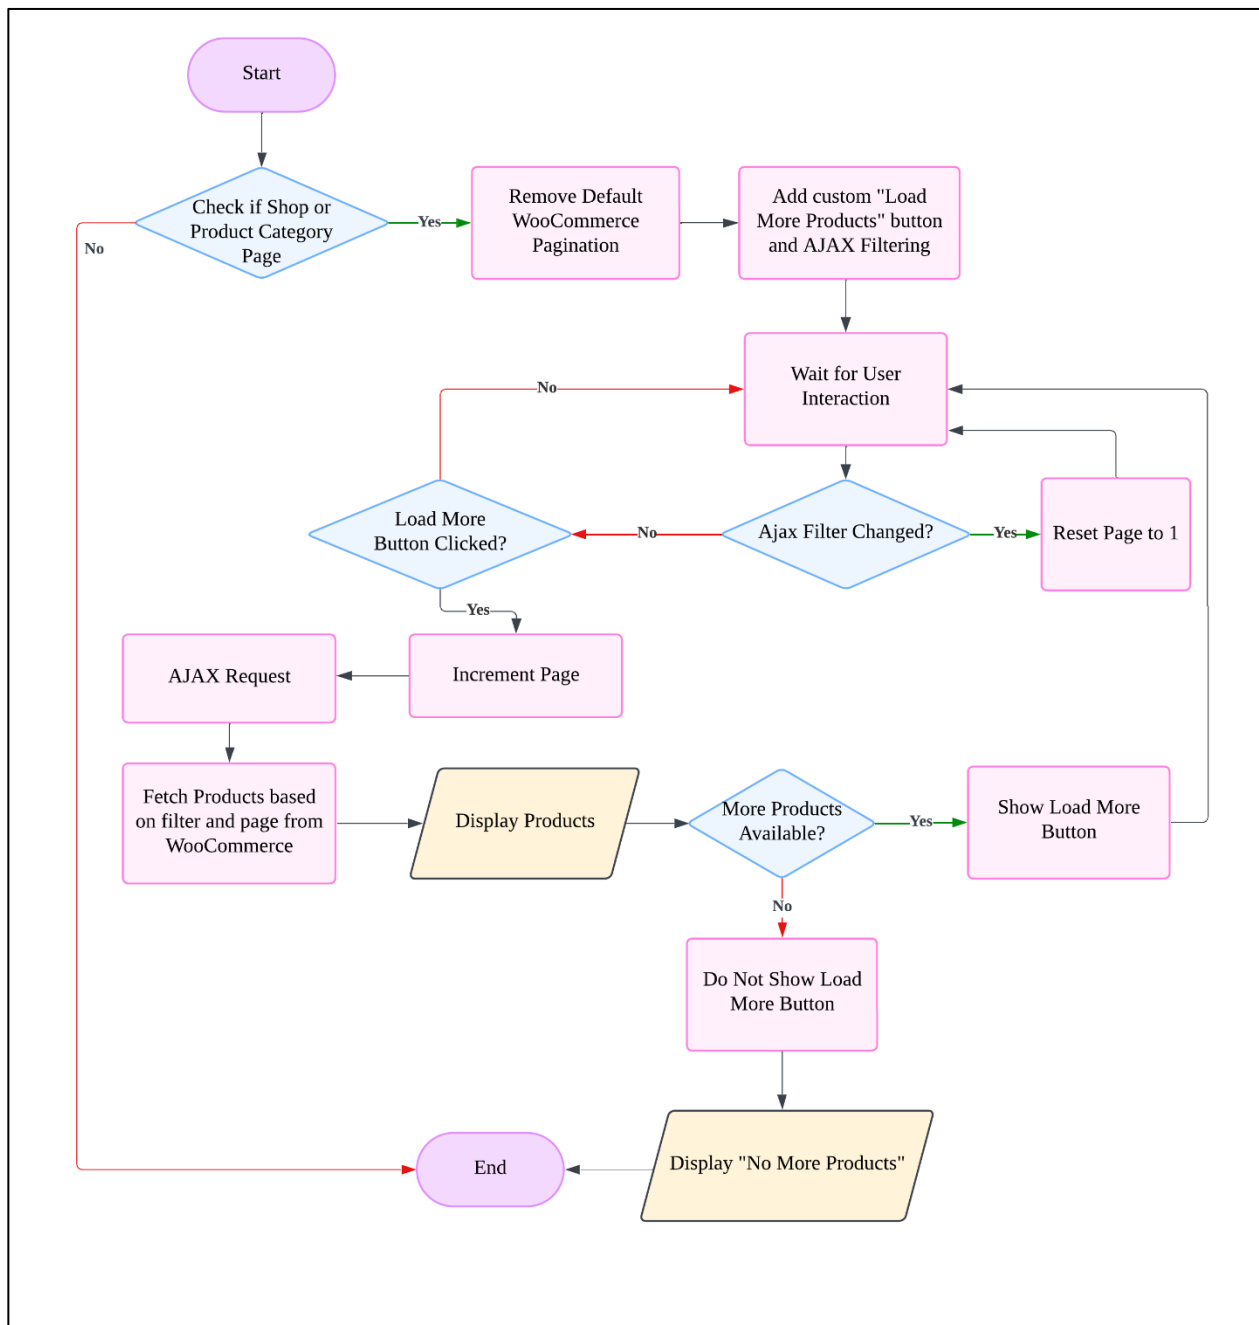 Start
Check if Shop or
Product Category
Page
No
Yes
Remove Default
WooCommerce
Pagination
Add custom "Load
More Products" button
and AJAX Filtering
Wait for User
Interaction
No
Load More
Button Clicked?
No
Ajax Filter Changed?
Yes
Reset Page to 1
Yes
AJAX Request
Increment Page
Fetch Products based
on filter and page from
WooCommerce
Display Products
More Products
Available?
Yes
Show Load More
Button
No
Do Not Show Load
More Button
Display "No More Products"
End